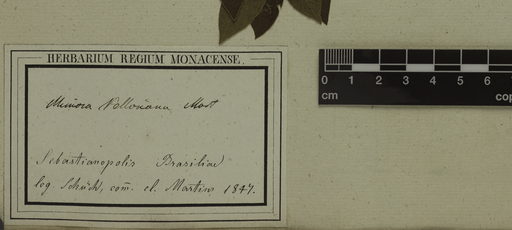 HERBARIUM REGIUM MONACENSE.
Mimosa Velloziana Mart
Sebastianopolis Brasiliae
leg. Schüch, com. cl. Martius 1847.
0 1 2 3 4 5 6
cm cop